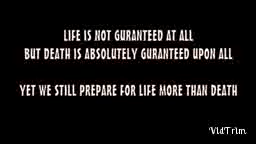 LIFE IS NOT GURANTEED AT ALL
BUT DEATH IS ABSOLUTELY GURANTEED UPON ALL
YET WE STILL PREPARE FOR LIFE MORE THAN DEATH
VidTrim